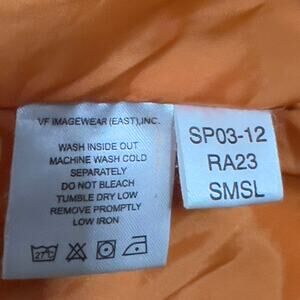 VF IMAGEWEAR (EAST), INC.
WASH INSIDE OUT
MACHINE WASH COLD
SEPARATELY
DO NOT BLEACH
TUMBLE DRY LOW
REMOVE PROMPTLY
LOW IRON
27°C
SP03-12
RA23
SMSL